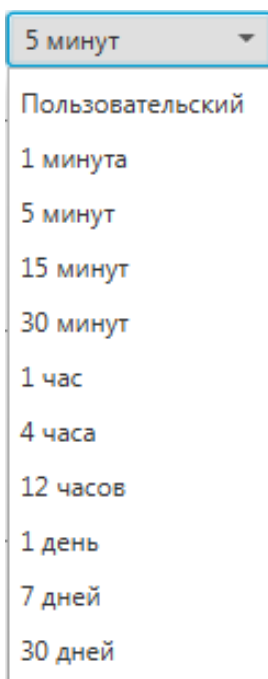 5 минут
Пользовательский
1 минута
5 минут
15 минут
30 минут
1 час
4 часа
12 часов
1 день
7 дней
30 дней